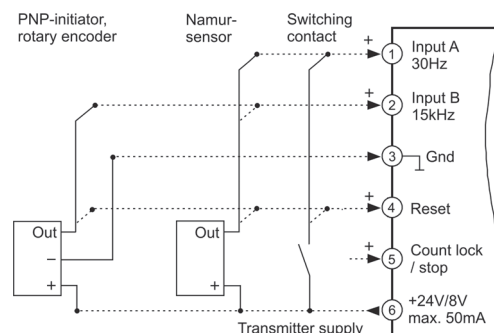 PNP-initiator,
rotary encoder
Namur-
sensor
Switching
contact
+
1
Input A
30Hz
+
2
Input B
15kHz
3
Gnd
+
4
Reset
Out
–
+
Out
+
+
5
Count lock
/ stop
6
+24V/8V
max. 50mA
Transmitter supply